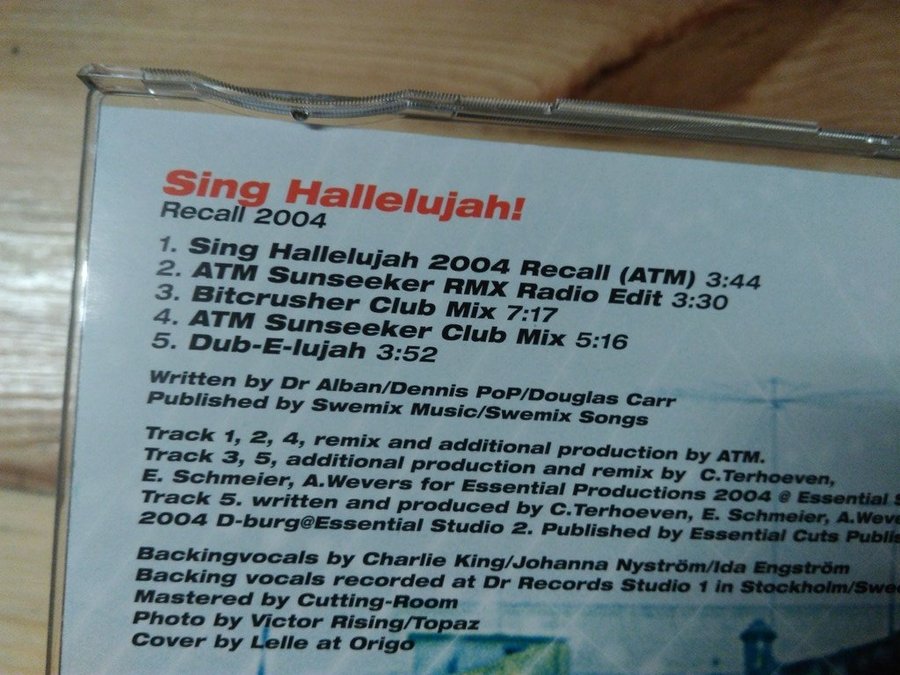 Sing Hallelujah!
Recall 2004
1. Sing Hallelujah 2004 Recall (ATM) 3:44
2. ATM Sunseeker RMX Radio Edit 3:30
3. Bitcrusher Club Mix 7:17
4. ATM Sunseeker Club Mix 5:16
5. Dub-E-lujah 3:52
Written by Dr Alban/Dennis PoP/Douglas Carr
Published by Swemix Music/Swemix Songs
Track 1, 2, 4, remix and additional production by ATM.
Track 3, 5, additional production and remix by C.Terhoeven,
E. Schmeier, A.Wevers for Essential Productions 2004 @ Essential
Track 5. written and produced by C.Terhoeven, E. Schmeier,
2004 D-burg@Essential Studio 2. Published by Essential Cuts
Backingvocals by Charlie King/Johanna Nyström/Ida Engström
Backing vocals recorded at Dr Records Studio 1 in Stockholm/
Mastered by Cutting-Room
Photo by Victor Rising/Topaz
Cover by Lelle at Origo